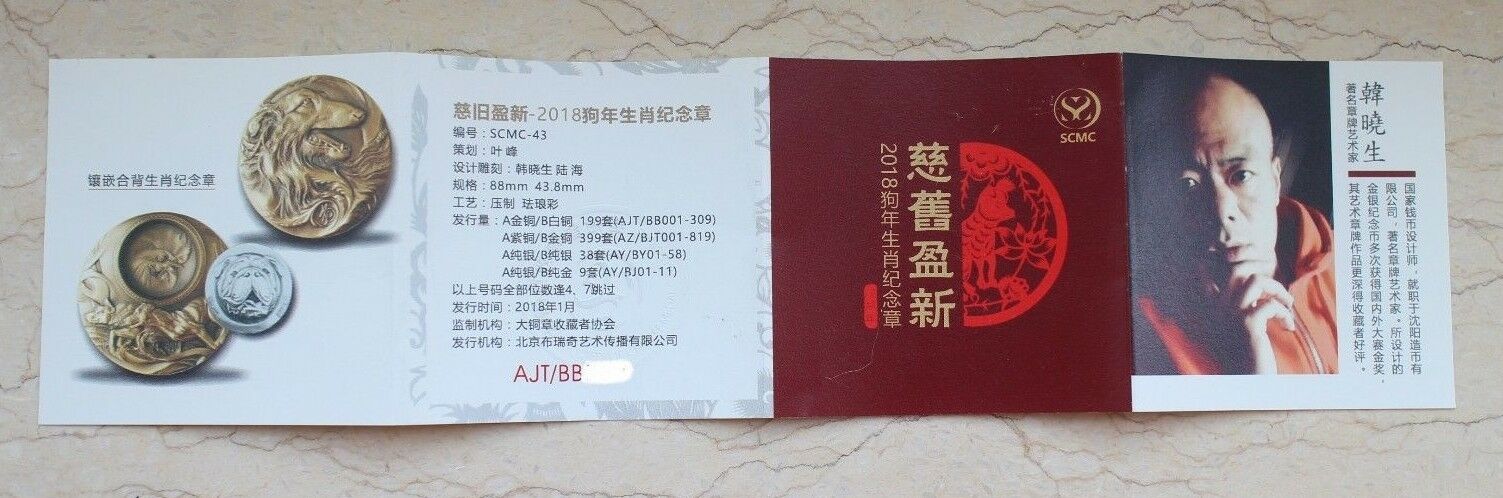 镶嵌合背生肖纪念章
慈旧盈新-2018狗年生肖纪念章
编号：SCMC-43
策划：叶 峰
设计雕刻：韩晓生 陆 海
规格：88mm 43.8mm
工艺：压制 珐琅彩
发行量：A金铜/B白铜 199套(AJT/BB001-309)
A紫铜/B金铜 399套(AZ/BJT001-819)
A纯银/B纯银 38套(AY/BY01-58)
A纯银/B纯金 9套(AY/BJ01-11)
以上号码全部位数逢4、7跳过
发行时间：2018年1月
监制机构：大铜章收藏者协会
发行机构：北京布瑞奇艺术传播有限公司
AJT/BB
SCMC
慈舊盈新
2018狗年生肖纪念章
韓曉生
著名章牌艺术家
国家钱币设计师，就职于沈阳造币有
限公司，著名章牌艺术家。所设计的
金银纪念币多次获得国内外大赛金奖，
其艺术章牌作品更深得收藏者好评。